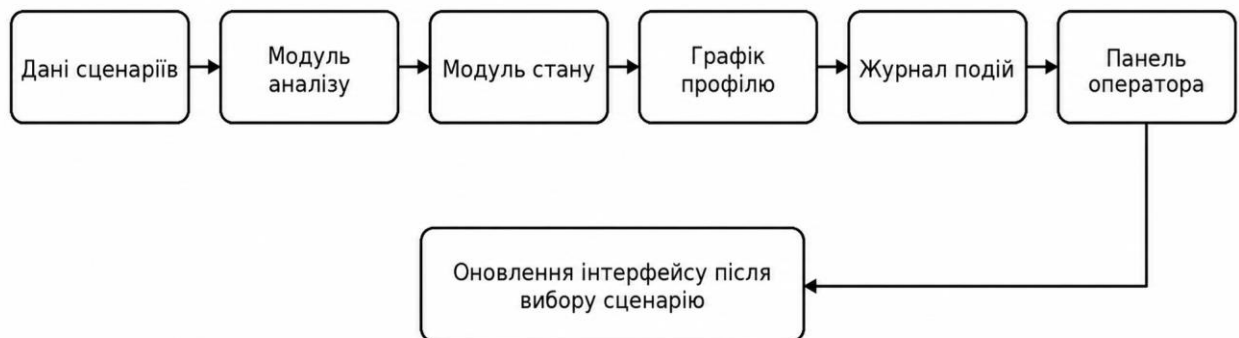 Дані сценаріїв
Модуль
аналізу
Модуль стану
Графік
профілю
Журнал подій
Панель
оператора
Оновлення інтерфейсу після
вибору сценарію